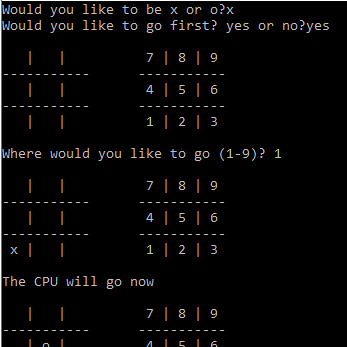 Would you like to be x or o?x
Would you like to go first? yes or no?yes
   |   |         7 | 8 | 9
-----------      -----------
   |   |         4 | 5 | 6
-----------      -----------
   |   |         1 | 2 | 3
Where would you like to go (1-9)? 1
   |   |         7 | 8 | 9
-----------      -----------
   |   |         4 | 5 | 6
-----------      -----------
 x |   |         1 | 2 | 3
The CPU will go now
   |   |         7 | 8 | 9
-----------      -----------
   | o |         4 | 5 | 6